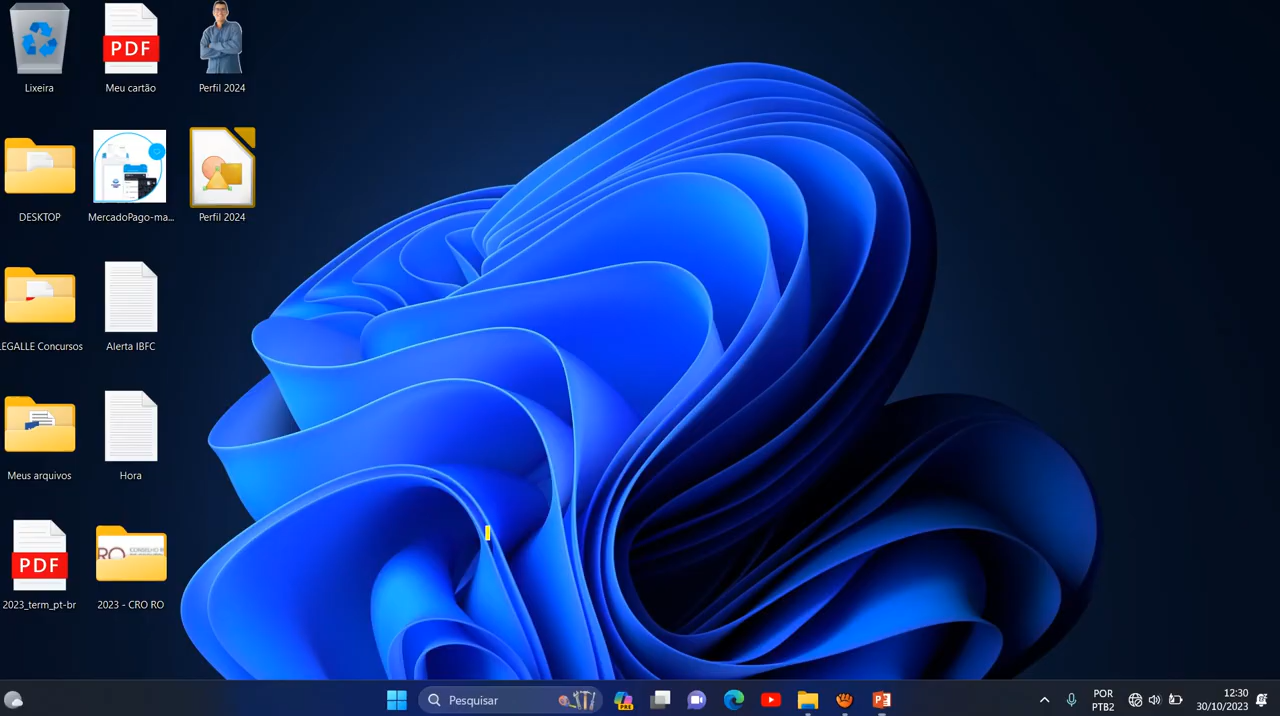 Lixeira
PDF
Meu cartão
Perfil 2024
DESKTOP
MercadoPago-ma...
Perfil 2024
EGALLE Concursos
Alerta IBFC
Meus arquivos
Hora
PDF
2023_term_pt-br
RO
2023 - CRO RO
Pesquisar
POR
PTB2
12:30
30/10/2023